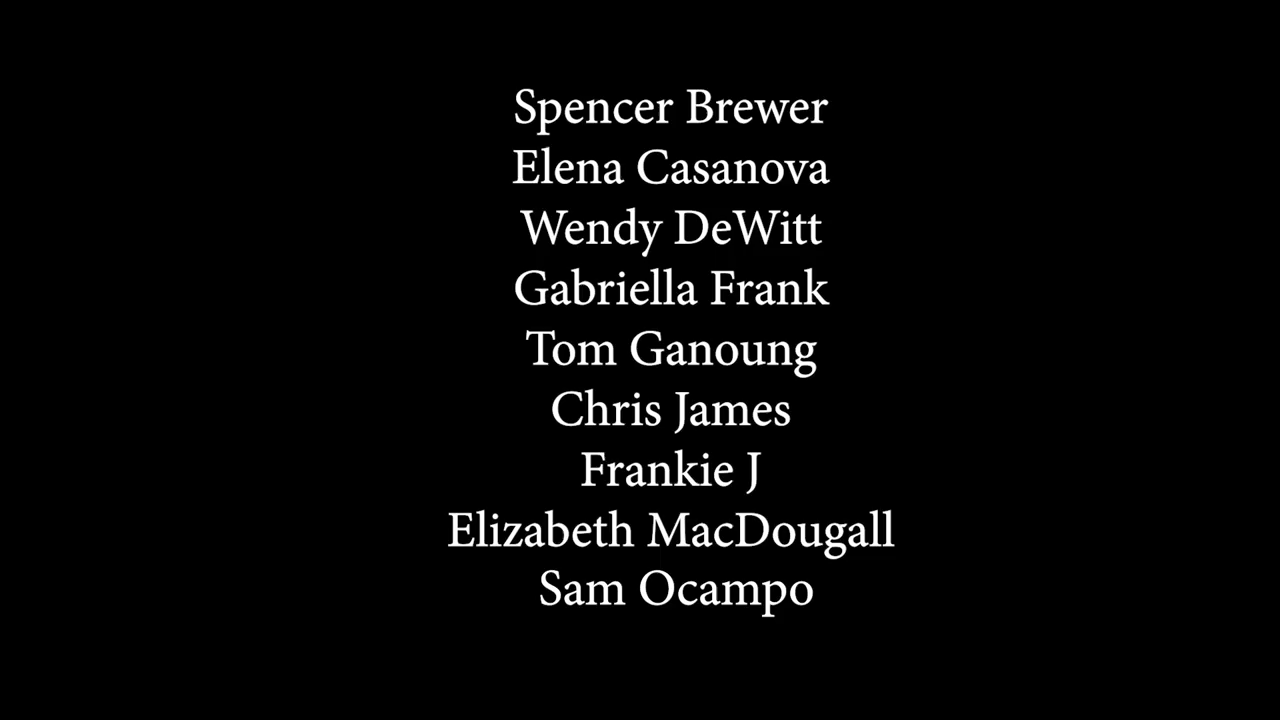 Spencer Brewer
Elena Casanova
Wendy DeWitt
Gabriella Frank
Tom Ganoung
Chris James
Frankie J
Elizabeth MacDougall
Sam Ocampo